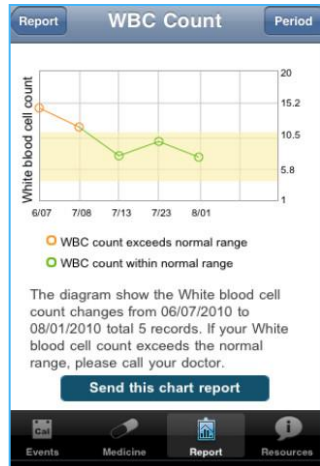 Report WBC Count Period
White blood cell count
20
15.2
10.5
5.8
1
6/07 7/08 7/13 7/23 8/01
WBC count exceeds normal range
WBC count within normal range
The diagram show the White blood cell
count changes from 06/07/2010 to
08/01/2010 total 5 records. If your White
blood cell count exceeds the normal
range, please call your doctor.
Send this chart report
Cal
Events Medicine Report Resources